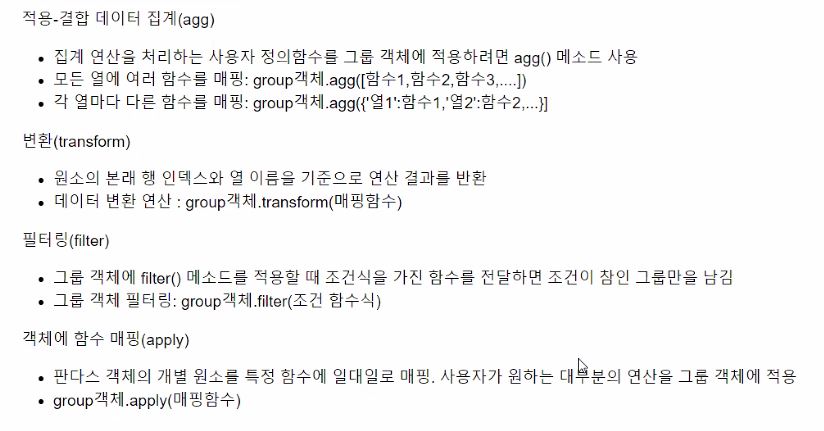 적용-결합 데이터 집계(agg)
• 집계 연산을 처리하는 사용자 정의함수를 그룹 객체에 적용하려면 agg() 메소드 사용
• 모든 열에 여러 함수를 매핑: group객체.agg([함수1,함수2,함수3,....])
• 각 열마다 다른 함수를 매핑: group객체.agg({'열1':함수1,'열2':함수2,...}]
변환(transform)
• 원소의 본래 행 인덱스와 열 이름을 기준으로 연산 결과를 반환
• 데이터 변환 연산 : group객체.transform(매핑함수)
필터링(filter)
• 그룹 객체에 filter() 메소드를 적용할 때 조건식을 가진 함수를 전달하면 조건이 참인 그룹만을 남김
• 그룹 객체 필터링: group객체.filter(조건 함수식)
객체에 함수 매핑(apply)
• 판다스 객체의 개별 원소를 특정 함수에 일대일로 매핑. 사용자가 원하는 대부분의 연산을 그룹 객체에 적용
• group객체.apply(매핑함수)